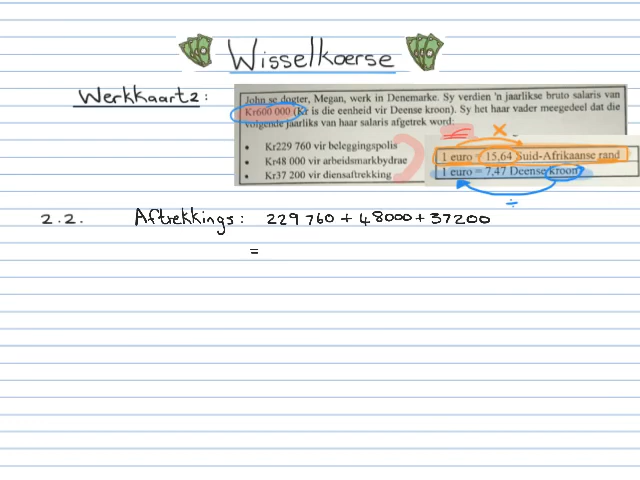 Wisselkoerse
Werkkaart 2:
John se dogter, Megan, werk in Denemarke. Sy verdien 'n jaarlikse bruto salaris van
Kr600 000 (Kr is die eenheid vir Deense kroon). Sy het haar vader meegedeel dat die
volgende jaarliks van haar salaris afgetrek word:
• Kr229 760 vir beleggingspolis
• Kr48 000 vir arbeidsmarkbydrae
• Kr37 200 vir diensaftrekking
×
1 euro = 15,64 Suid-Afrikaanse rand
1 euro = 7,47 Deense kroon
÷
2.2. Aftrekkings: 229 760 + 48000 + 37200
=